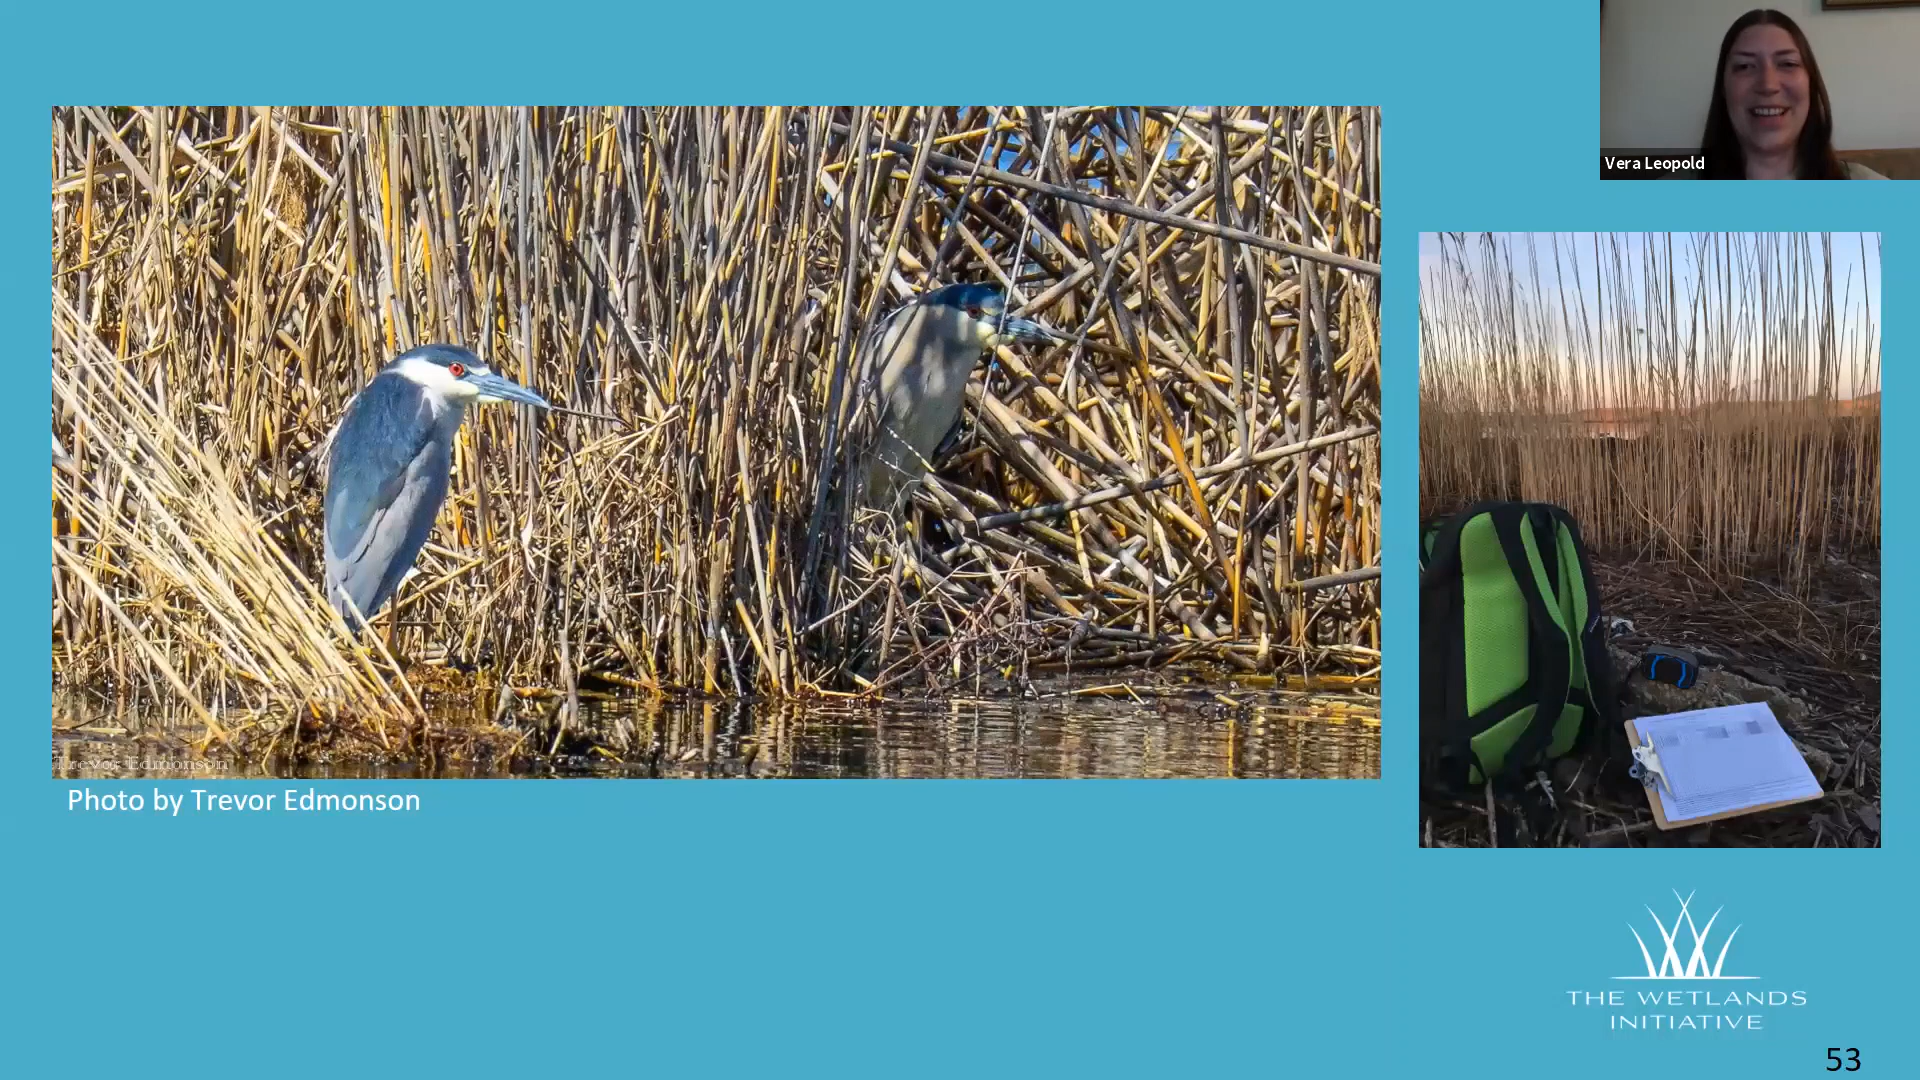 Vera Leopold
Trevor Edmonson
Photo by Trevor Edmonson
THE WETLANDS
INITIATIVE
53